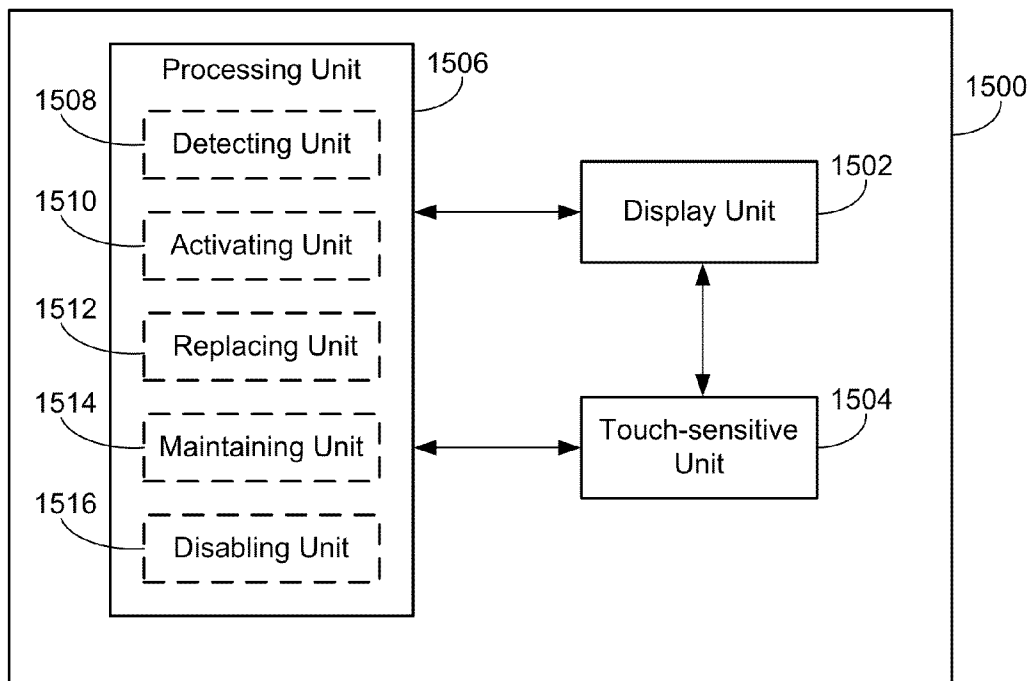 Processing Unit
1506
1500
1508
Detecting Unit
1510
Activating Unit
1512
Replacing Unit
1514
Maintaining Unit
1516
Disabling Unit
1502
Display Unit
1504
Touch-sensitive
Unit